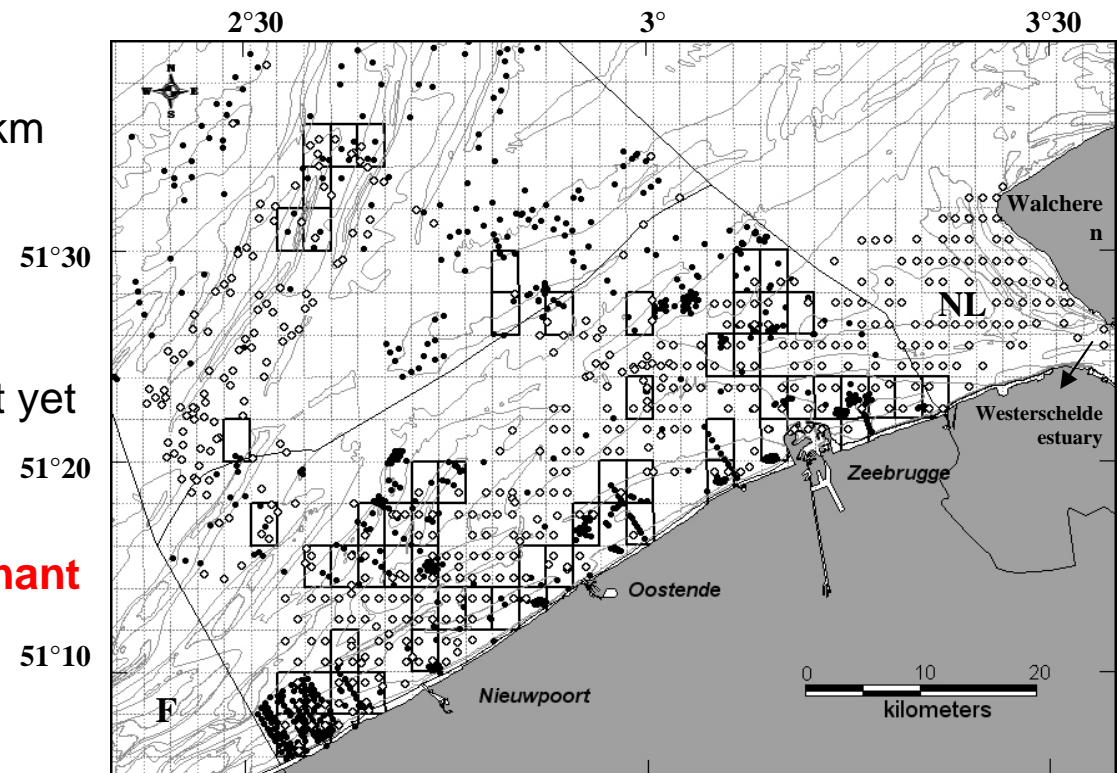 2°30 3° 3°30
N
W E
S
km
Walchere
n
51°30
NL
t yet
Westerschelde
estuary
51°20
Zeebrugge
nant
Oostende
51°10
Nieuwpoort
F
0 10 20
kilometers